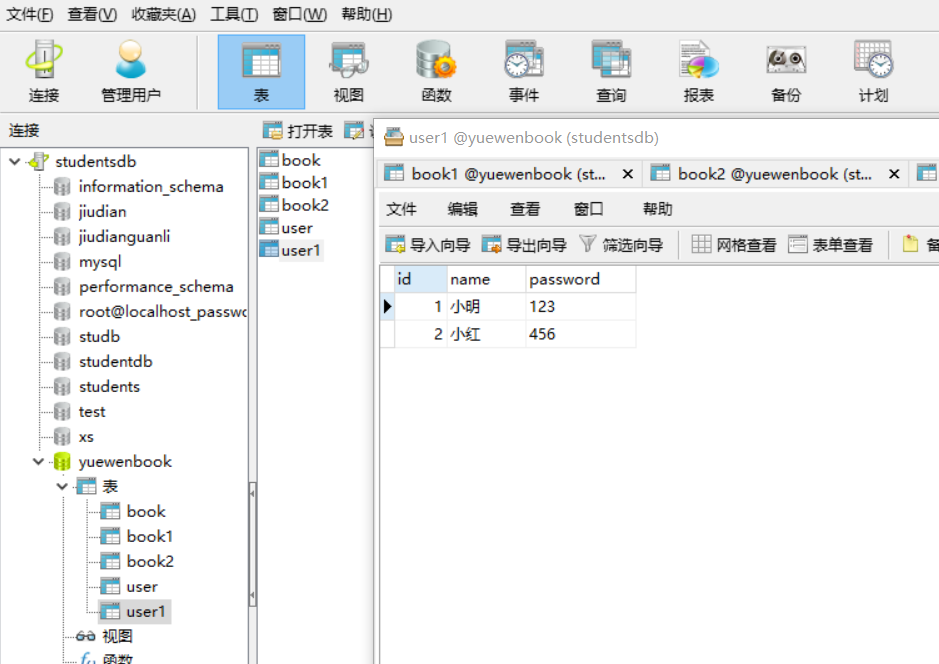 文件(F) 查看(V) 收藏夹(A) 工具(T) 窗口(W) 帮助(H)
连接 管理用户 表 视图 函数 事件 查询 报表 备份 计划
连接
打开表
user1 @yuewenbook (studentsdb)
book1 @yuewenbook (st... × book2 @yuewenbook (st... ×
文件 编辑 查看 窗口 帮助
导入向导 导出向导 筛选向导 网格查看 表单查看
id name password
1 小明 123
2 小红 456
book
book1
book2
user
user1
studentsdb
information_schema
jiudian
jiudianguanli
mysql
performance_schema
root@localhost_passwo
studb
studentdb
students
test
xs
yuewenbook
表
book
book1
book2
user
user1
视图
函数